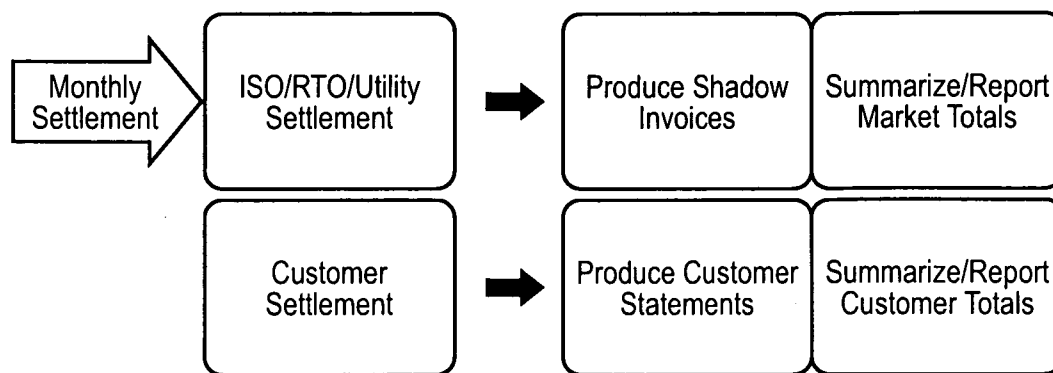 Monthly
Settlement
ISO/RTO/Utility
Settlement
Produce Shadow
Invoices
Summarize/Report
Market Totals
Customer
Settlement
Produce Customer
Statements
Summarize/Report
Customer Totals